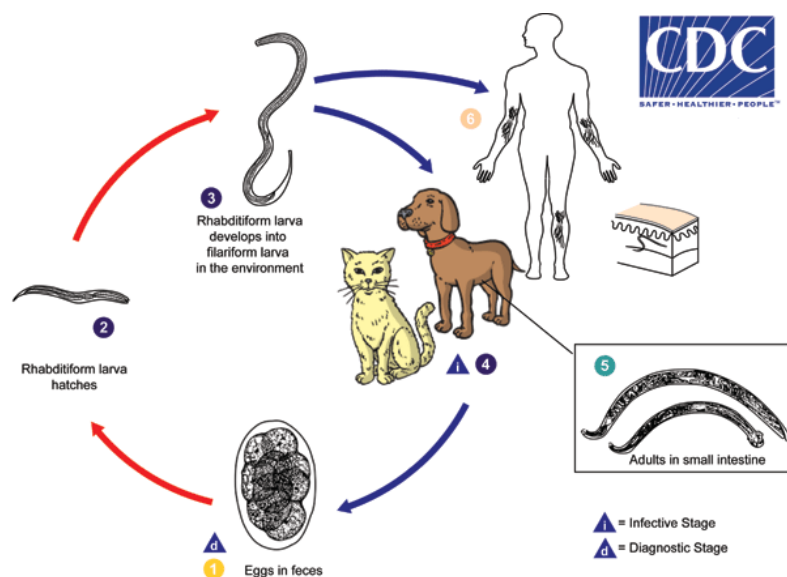 CDC
SAFER·HEALTHIER·PEOPLE™
6
3
Rhabditiform larva
develops into
filariform larva
in the environment
2
Rhabditiform larva
hatches
i 4
5
Adults in small intestine
d
1 Eggs in feces
i = Infective Stage
d = Diagnostic Stage